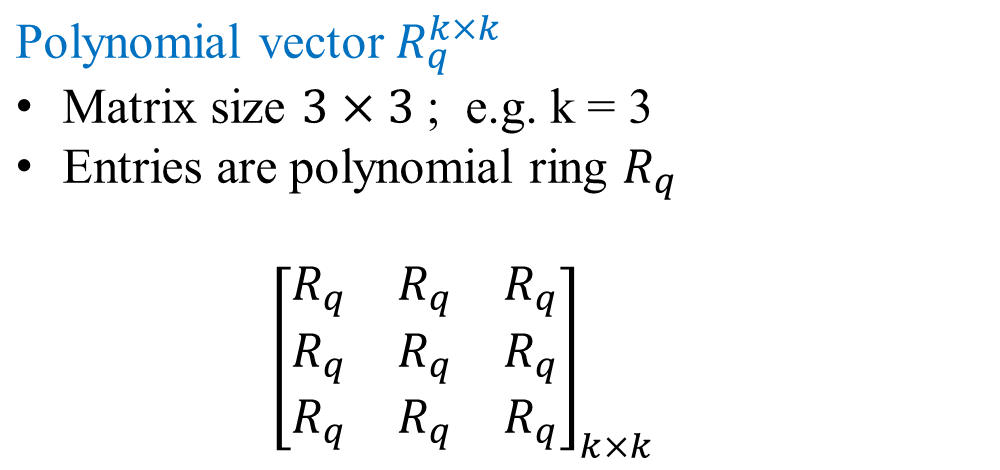 Polynomial vector $R_q^{k \times k}$
• Matrix size 3 × 3 ; e.g. k = 3
• Entries are polynomial ring $R_q$
$\begin{bmatrix} R_q & R_q & R_q \\ R_q & R_q & R_q \\ R_q & R_q & R_q \end{bmatrix}_{k \times k}$